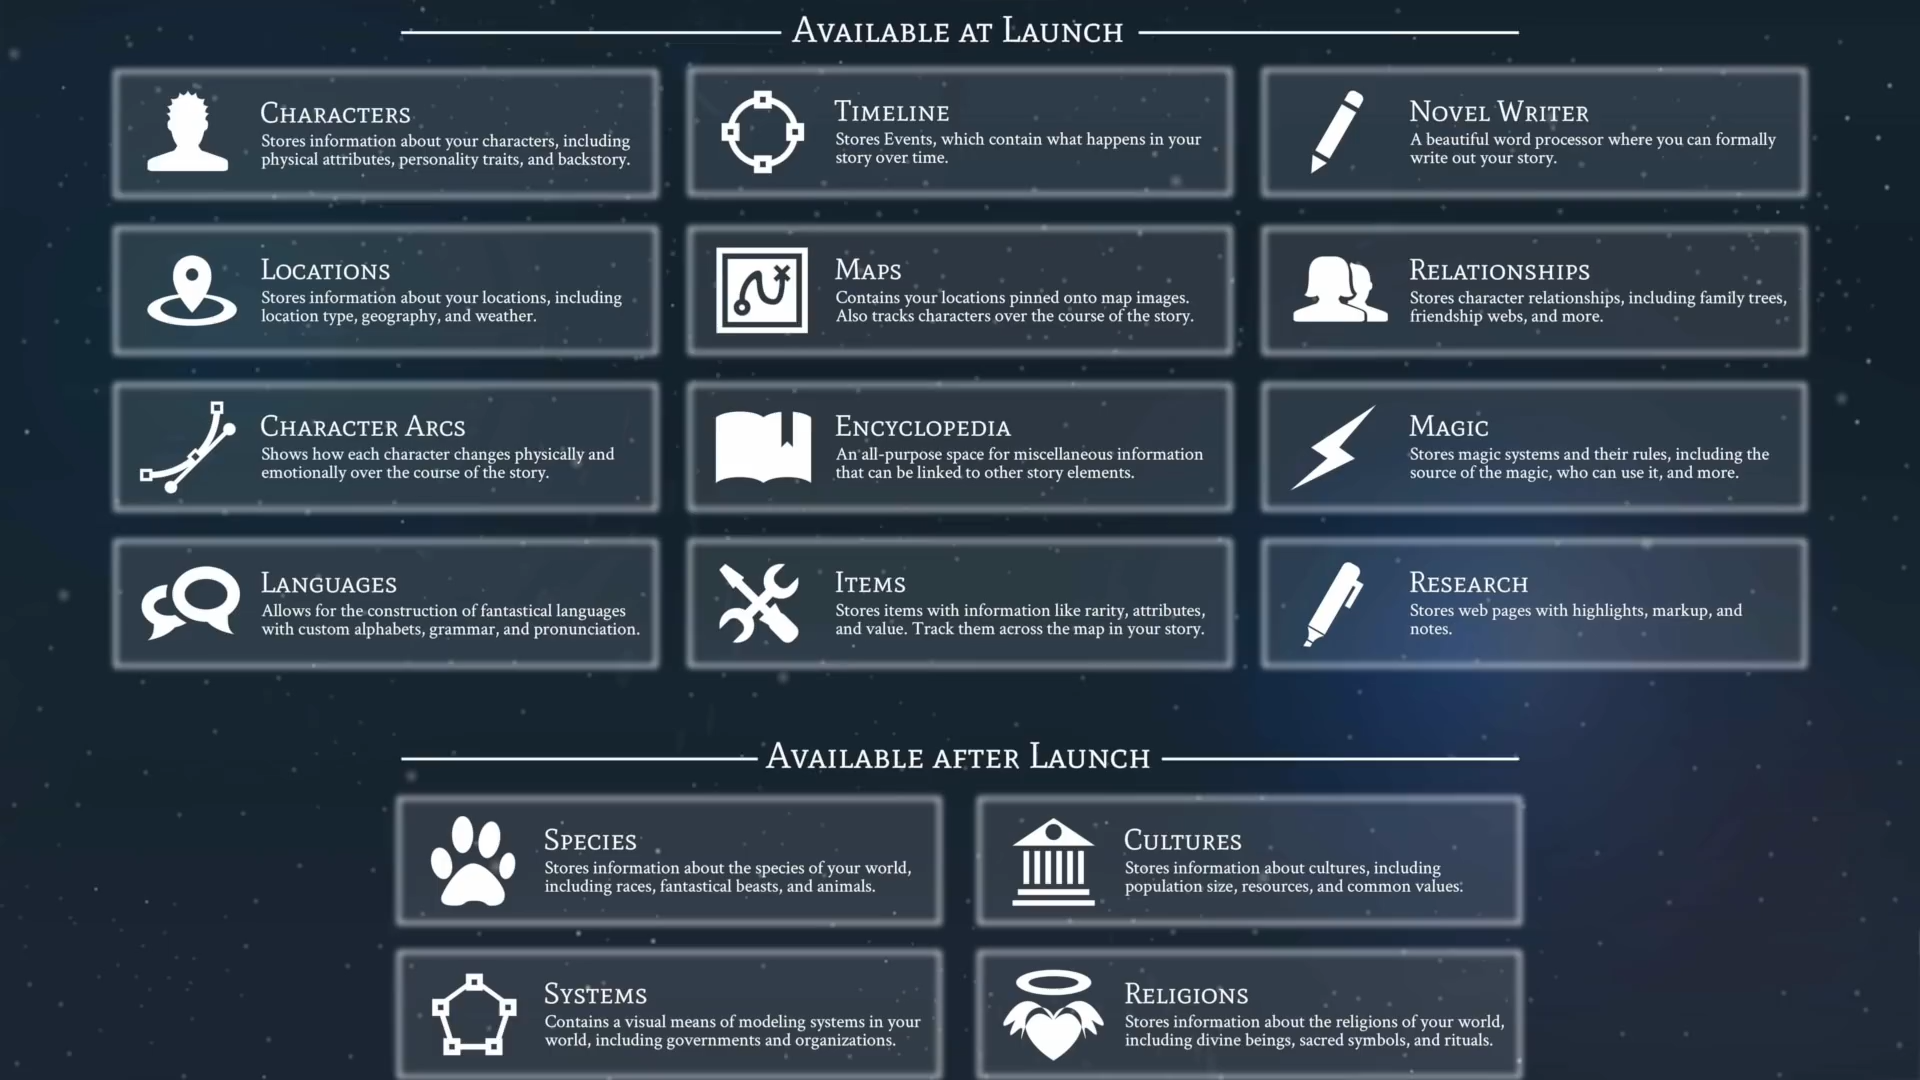 Available at Launch
Characters
Stores information about your characters, including
physical attributes, personality traits, and backstory.
Timeline
Stores Events, which contain what happens in your
story over time.
Novel Writer
A beautiful word processor where you can formally
write out your story.
Locations
Stores information about your locations, including
location type, geography, and weather.
Maps
Contains your locations pinned onto map images.
Also tracks characters over the course of the story.
Relationships
Stores character relationships, including family trees,
friendship webs, and more.
Character Arcs
Shows how each character changes physically and
emotionally over the course of the story.
Encyclopedia
An all-purpose space for miscellaneous information
that can be linked to other story elements.
Magic
Stores magic systems and their rules, including the
source of the magic, who can use it, and more.
Languages
Allows for the construction of fantastical languages
with custom alphabets, grammar, and pronunciation.
Items
Stores items with information like rarity, attributes,
and value. Track them across the map in your story.
Research
Stores web pages with highlights, markup, and
notes.
Available after Launch
Species
Stores information about the species of your world,
including races, fantastical beasts, and animals.
Cultures
Stores information about cultures, including
population size, resources, and common values.
Systems
Contains a visual means of modeling systems in your
world, including governments and organizations.
Religions
Stores information about the religions of your world,
including divine beings, sacred symbols, and rituals.